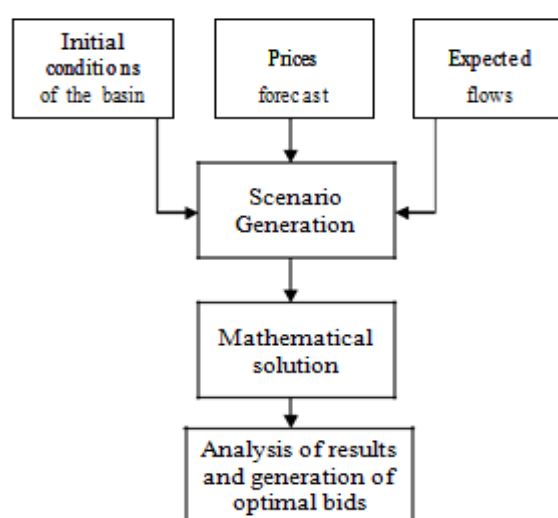 Initial
conditions
of the basin
Prices
forecast
Expected
flows
Scenario
Generation
Mathematical
solution
Analysis of results
and generation of
optimal bids